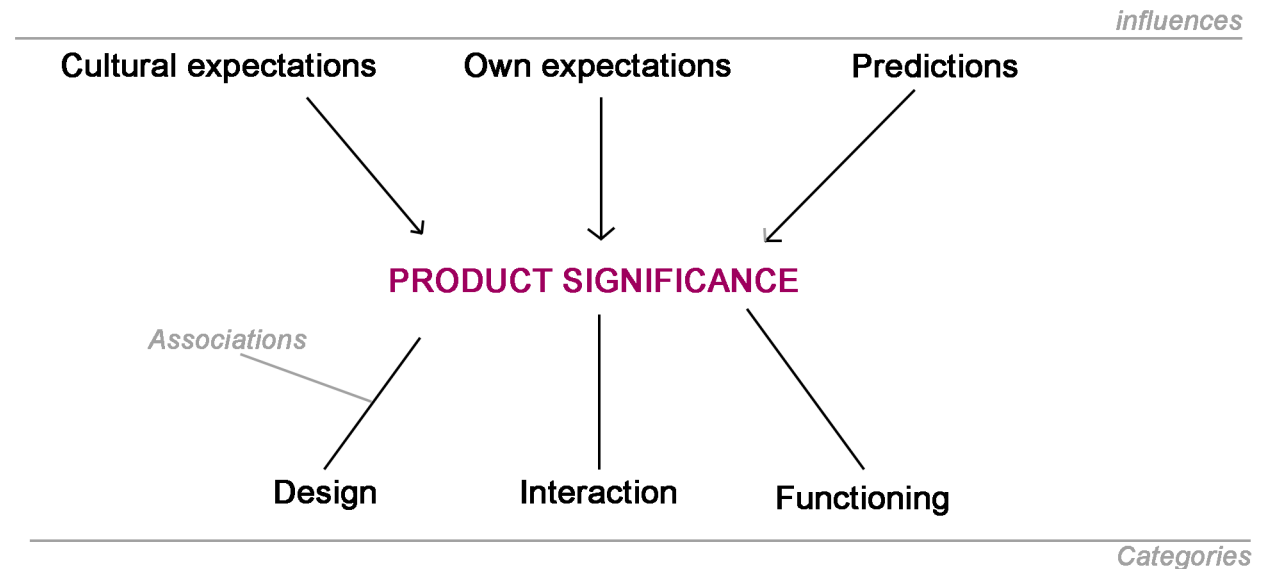 influences
Cultural expectations
Own expectations
Predictions
PRODUCT SIGNIFICANCE
Associations
Design
Interaction
Functioning
Categories